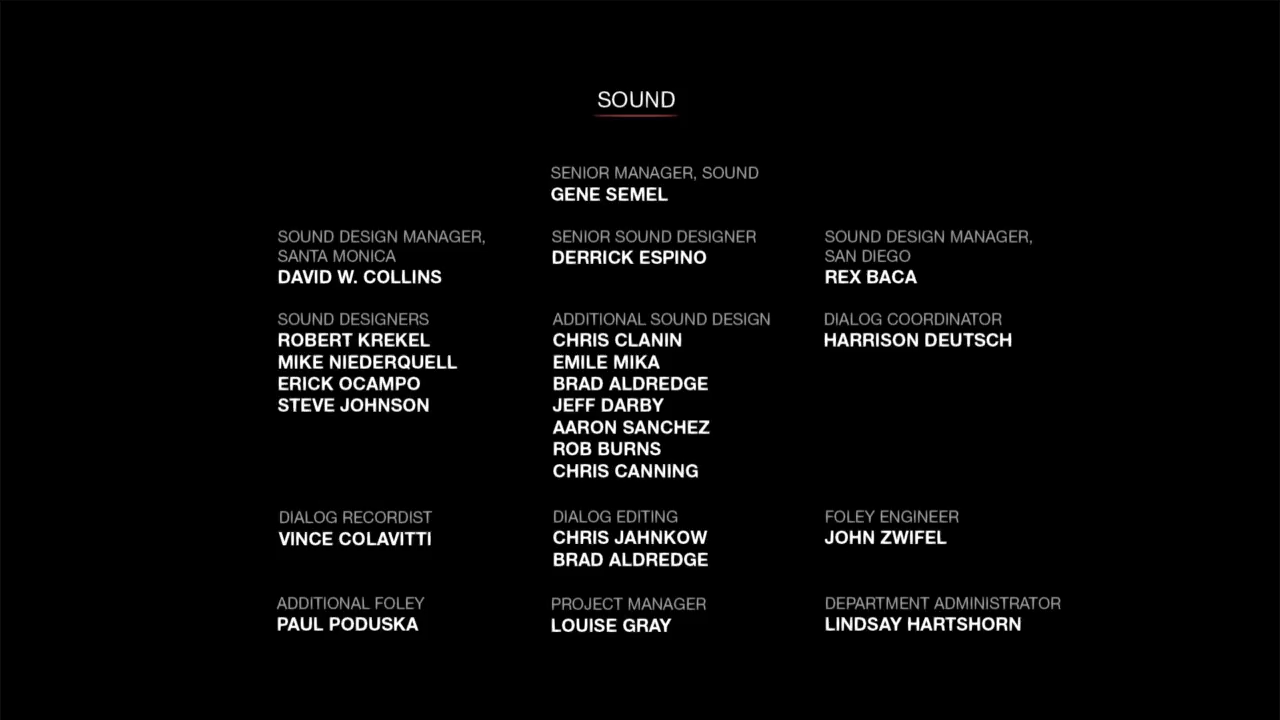 SOUND
SENIOR MANAGER, SOUND
GENE SEMEL
SOUND DESIGN MANAGER,
SANTA MONICA
DAVID W. COLLINS
SENIOR SOUND DESIGNER
DERRICK ESPINO
SOUND DESIGN MANAGER,
SAN DIEGO
REX BACA
SOUND DESIGNERS
ROBERT KREKEL
MIKE NIEDERQUELL
ERICK OCAMPO
STEVE JOHNSON
ADDITIONAL SOUND DESIGN
CHRIS CLANIN
EMILE MIKA
BRAD ALDREDGE
JEFF DARBY
AARON SANCHEZ
ROB BURNS
CHRIS CANNING
DIALOG COORDINATOR
HARRISON DEUTSCH
DIALOG RECORDIST
VINCE COLAVITTI
DIALOG EDITING
CHRIS JAHNKOW
BRAD ALDREDGE
FOLEY ENGINEER
JOHN ZWIFEL
ADDITIONAL FOLEY
PAUL PODUSKA
PROJECT MANAGER
LOUISE GRAY
DEPARTMENT ADMINISTRATOR
LINDSAY HARTSHORN